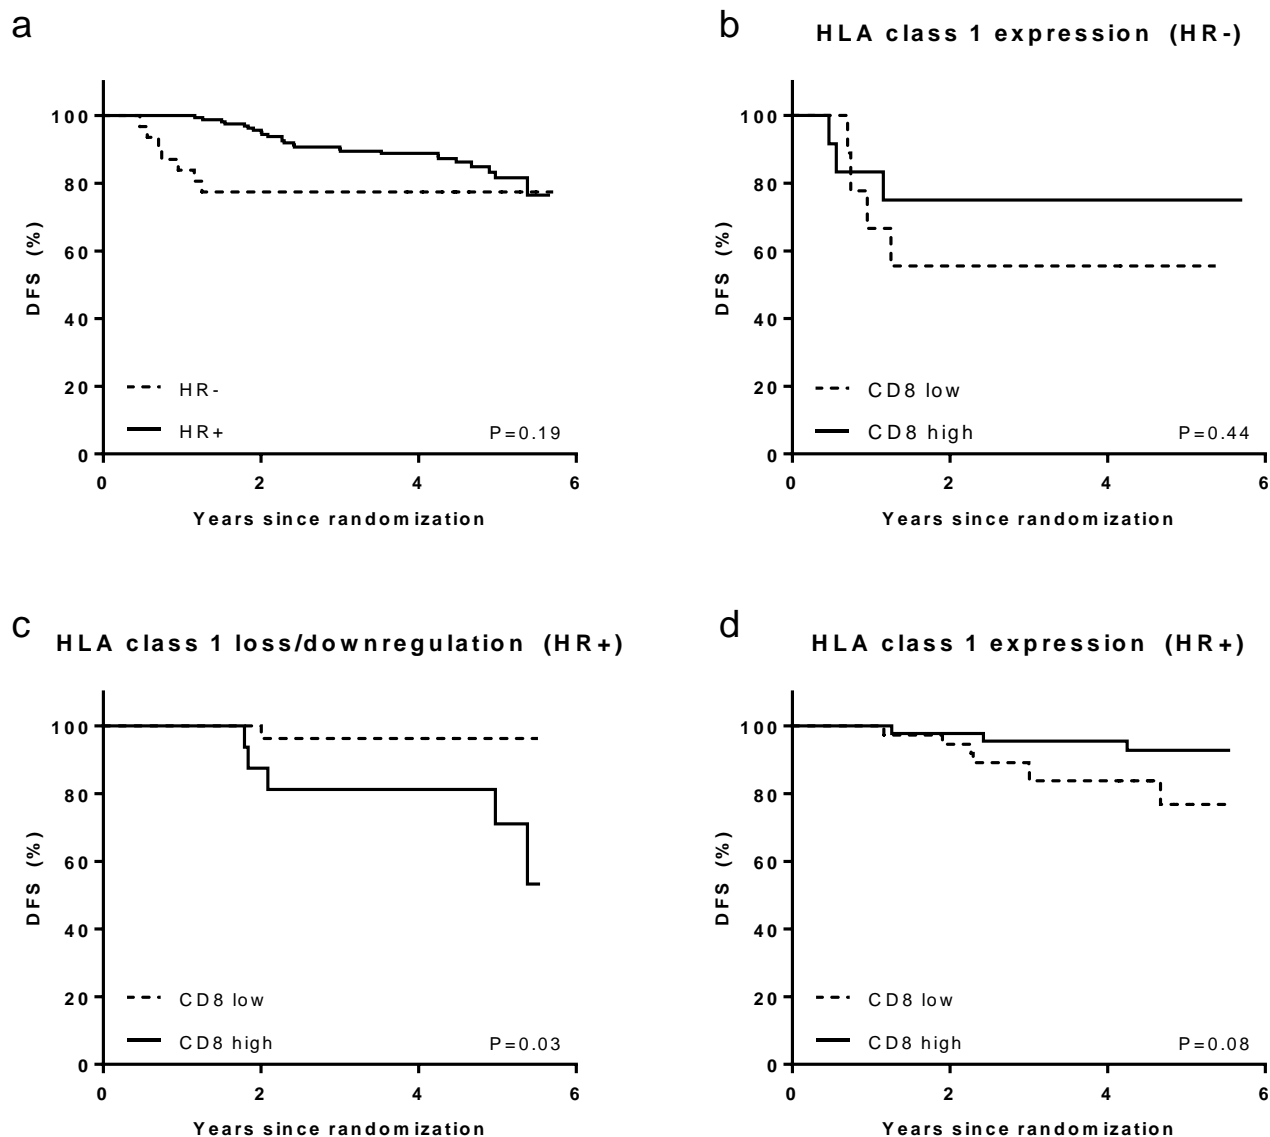 a
100
80
60
40
20
0
DFS (%)
HR-
HR+
P=0.19
0 2 4 6
Years since randomization
b
HLA class 1 expression (HR-)
100
80
60
40
20
0
DFS (%)
CD8 low
CD8 high
P=0.44
0 2 4 6
Years since randomization
c
HLA class 1 loss/downregulation (HR+)
100
80
60
40
20
0
DFS (%)
CD8 low
CD8 high
P=0.03
0 2 4 6
Years since randomization
d
HLA class 1 expression (HR+)
100
80
60
40
20
0
DFS (%)
CD8 low
CD8 high
P=0.08
0 2 4 6
Years since randomization